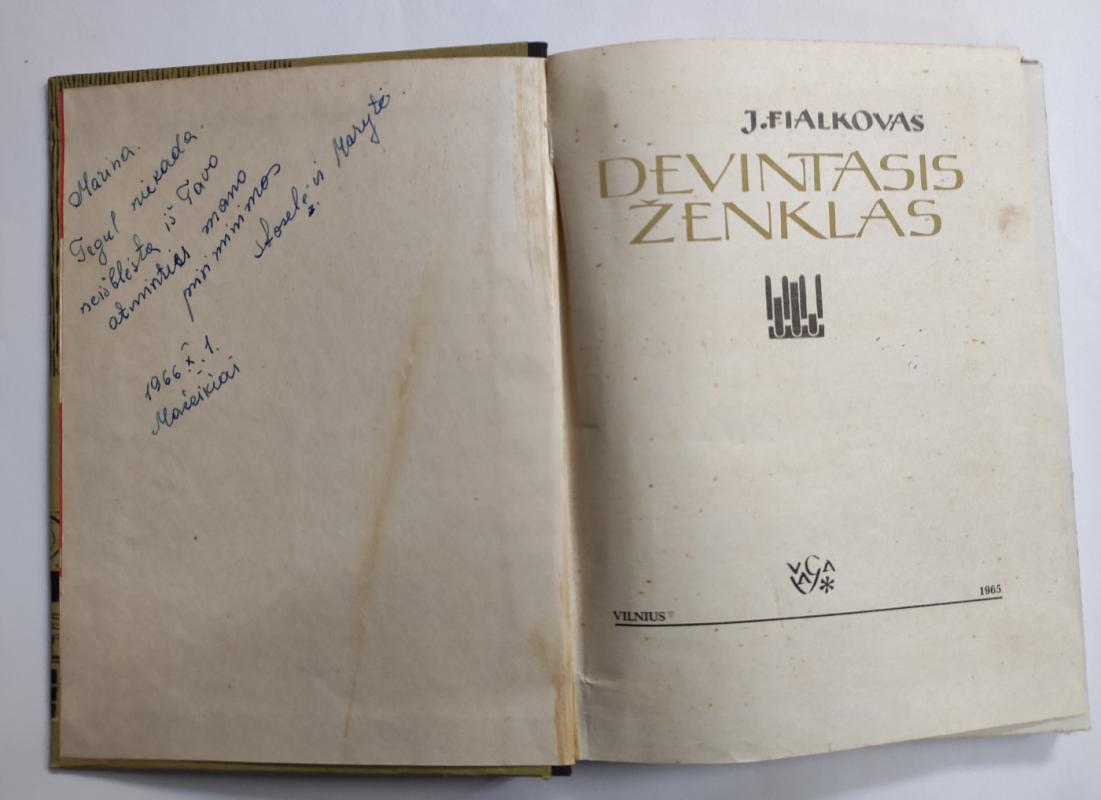 Marina.
Tegul niekada
neišblėsta iš Tavo
atminties mano
prisiminimas
ir Marytė.
1966 X. 1.
Mažeikiai
J. FIALKOVAS
DEVINTASIS
ŽENKLAS
VAGA
VILNIUS
1965